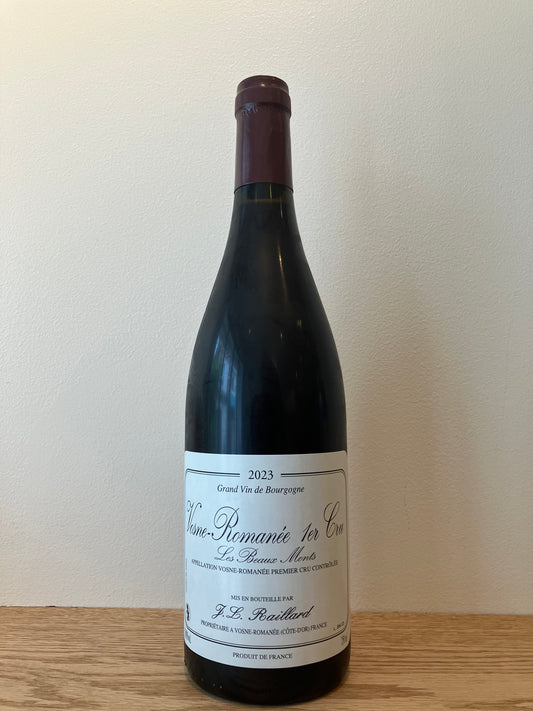 2023
Grand Vin de Bourgogne
Vosne-Romanée 1er Cru
Les Beaux Monts
APPELLATION VOSNE-ROMANÉE PREMIER CRU CONTRÔLÉE
MIS EN BOUTEILLE PAR
J.L. Raillard
PROPRIÉTAIRE A VOSNE-ROMANÉE (CÔTE-D'OR) FRANCE
PRODUIT DE FRANCE